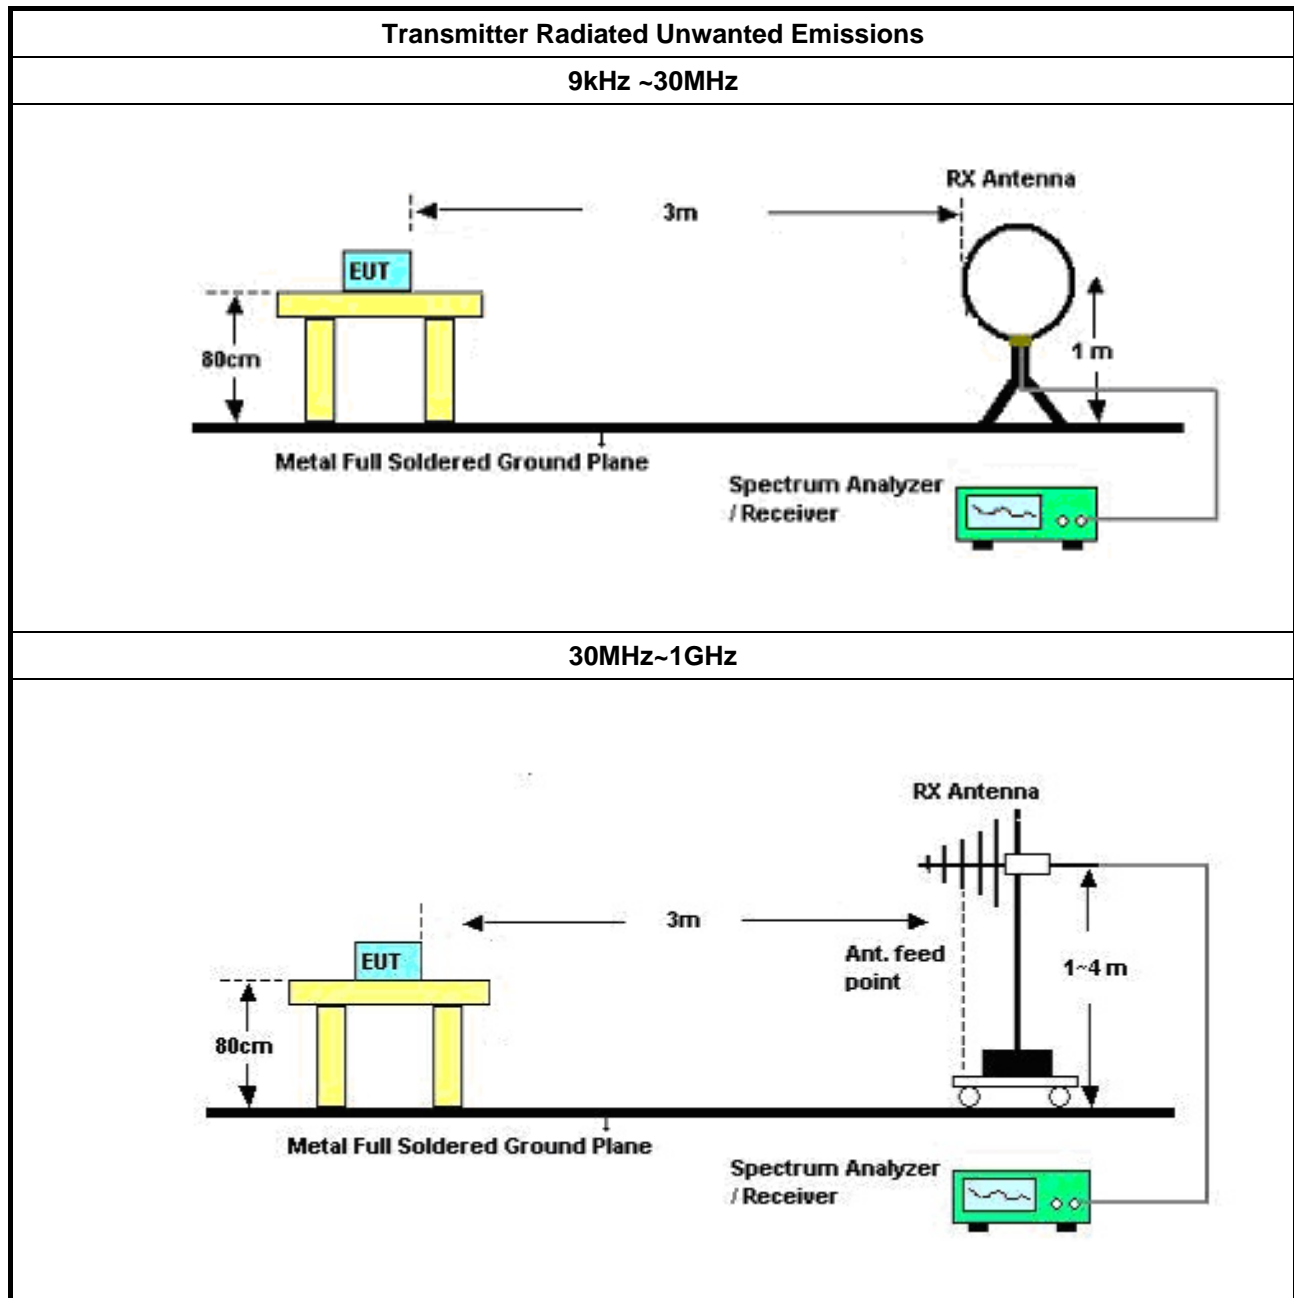 Transmitter Radiated Unwanted Emissions
9kHz ~30MHz
RX Antenna
3m
EUT
80cm
1 m
Metal Full Soldered Ground Plane
Spectrum Analyzer
/ Receiver
30MHz~1GHz
RX Antenna
3m
Ant. feed
point
EUT
1~4 m
80cm
Metal Full Soldered Ground Plane
Spectrum Analyzer
/ Receiver